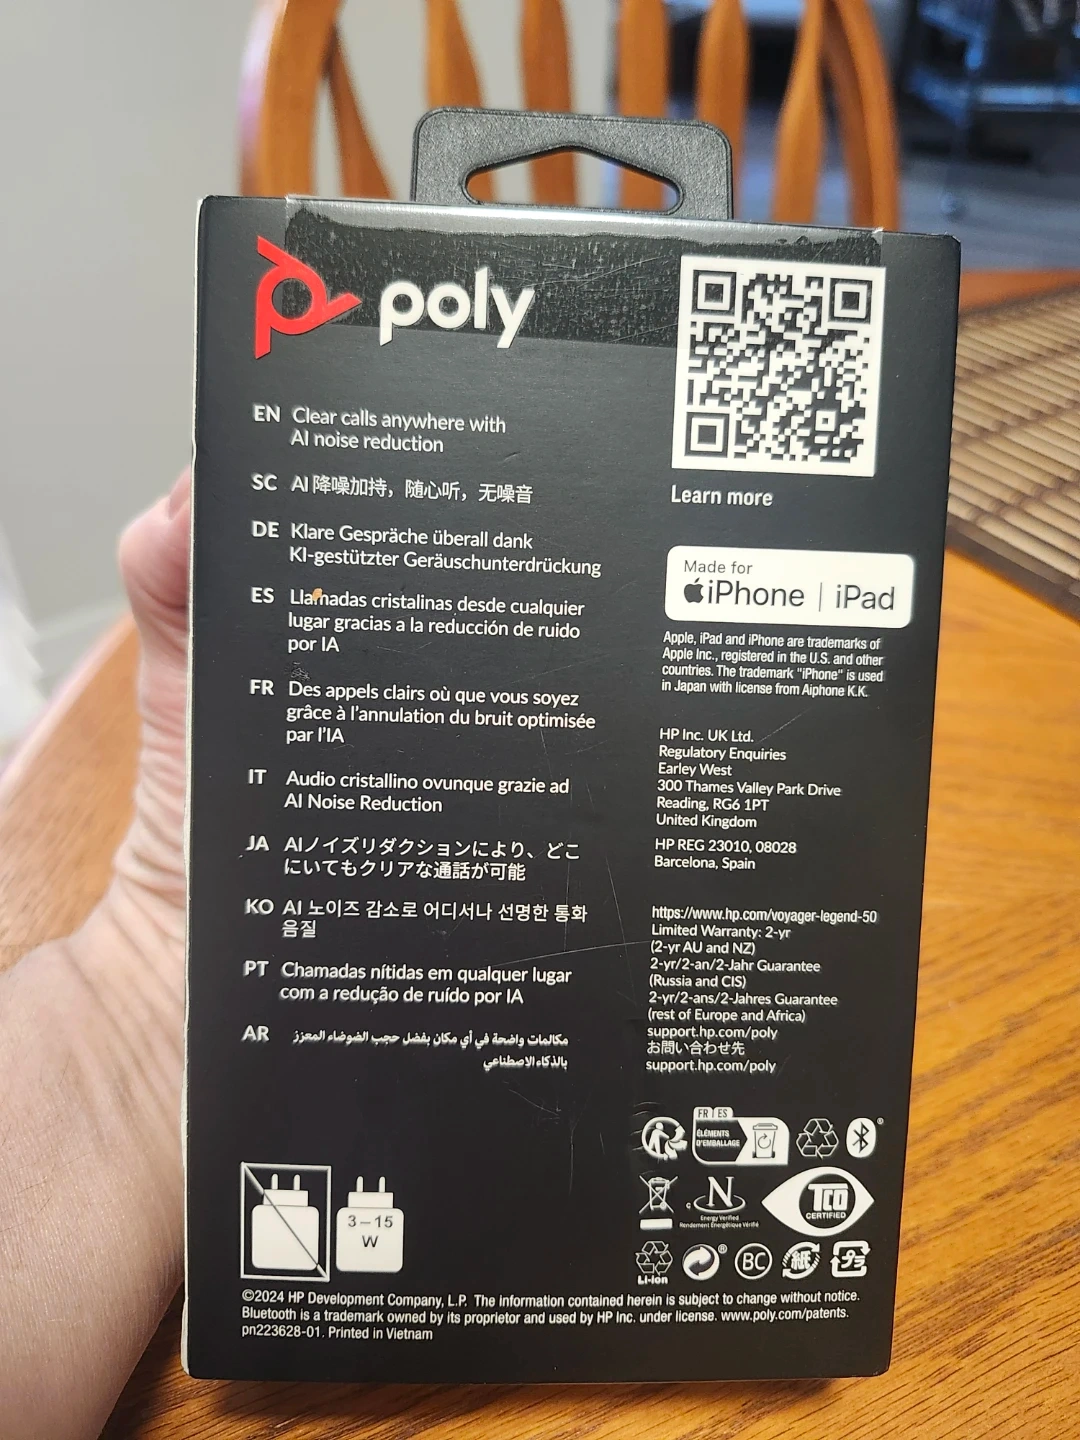 poly
EN Clear calls anywhere with
AI noise reduction
SC AI 降噪加持，随心听，无噪音
DE Klare Gespräche überall dank
KI-gestützter Geräuschunterdrückung
ES Llamadas cristalinas desde cualquier
lugar gracias a la reducción de ruido
por IA
FR Des appels clairs où que vous soyez
grâce à l'annulation du bruit optimisée
par l'IA
IT Audio cristallino ovunque grazie ad
AI Noise Reduction
JA AIノイズリダクションにより、どこ
にいてもクリアな通話が可能
KO AI 노이즈 감소로 어디서나 선명한 통화
음질
PT Chamadas nítidas em qualquer lugar
com a redução de ruído por IA
AR مكالمات واضحة في أي مكان بفضل حجب الضوضاء المعزز
بالذكاء الاصطناعي
3–15
W
Learn more
Made for
iPhone | iPad
Apple, iPad and iPhone are trademarks of
Apple Inc., registered in the U.S. and other
countries. The trademark "iPhone" is used
in Japan with license from Aiphone K.K.
HP Inc. UK Ltd.
Regulatory Enquiries
Earley West
300 Thames Valley Park Drive
Reading, RG6 1PT
United Kingdom
HP REG 23010, 08028
Barcelona, Spain
https://www.hp.com/voyager-legend-50
Limited Warranty: 2-yr
(2-yr AU and NZ)
2-yr/2-an/2-Jahr Guarantee
(Russia and CIS)
2-yr/2-ans/2-Jahres Guarantee
(rest of Europe and Africa)
support.hp.com/poly
お問い合わせ先
support.hp.com/poly
FR ES
ÉLÉMENTS
D'EMBALLAGE
®
C N
Energy Verified
Rendement Énergétique Vérifié
TCO
CERTIFIED
Li-ion
®
BC
紙
プラ
©2024 HP Development Company, L.P. The information contained herein is subject to change without notice.
Bluetooth is a trademark owned by its proprietor and used by HP Inc. under license. www.poly.com/patents.
pn223628-01. Printed in Vietnam